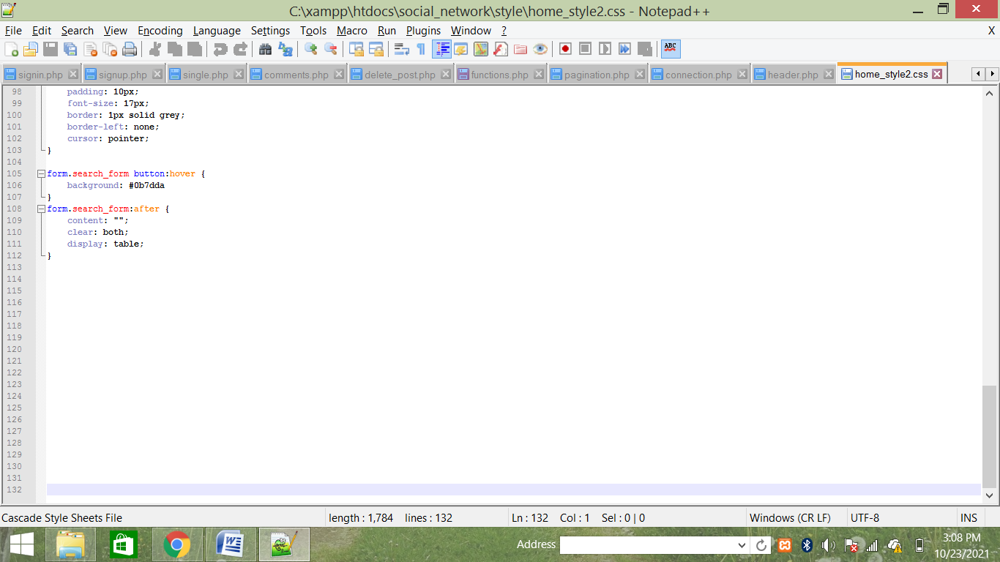 C:\xampp\htdocs\social_network\style\home_style2.css - Notepad++
File Edit Search View Encoding Language Settings Tools Macro Run Plugins Window ? X
ABC
signin.php signup.php single.php comments.php delete_post.php functions.php pagination.php connection.php header.php home_style2.css
98 padding: 10px;
99 font-size: 17px;
100 border: 1px solid grey;
101 border-left: none;
102 cursor: pointer;
103 }
104
105 form.search_form button:hover {
106 background: #0b7dda
107 }
108 form.search_form:after {
109 content: "";
110 clear: both;
111 display: table;
112 }
113
114
115
116
117
118
119
120
121
122
123
124
125
126
127
128
129
130
131
132
Cascade Style Sheets File length : 1,784 lines : 132 Ln : 132 Col : 1 Sel : 0 | 0 Windows (CR LF) UTF-8 INS
Address
3:08 PM
10/23/2021